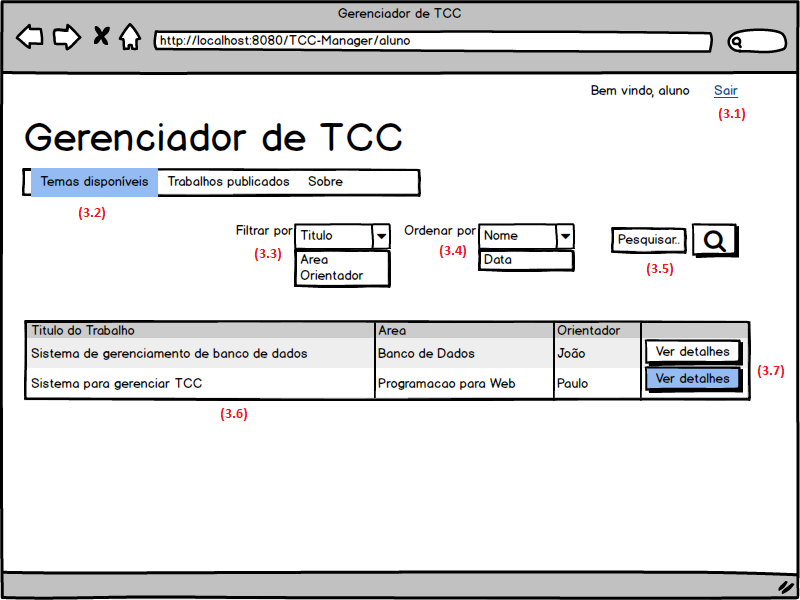 Gerenciador de TCC
http://localhost:8080/TCC-Manager/aluno
Bem vindo, aluno Sair
(3.1)
Gerenciador de TCC
Temas disponíveis Trabalhos publicados Sobre
(3.2)
Filtrar por Titulo Ordenar por Nome Pesquisar..
(3.3) Area (3.4) Data (3.5)
Orientador
Titulo do Trabalho Area Orientador
Sistema de gerenciamento de banco de dados Banco de Dados João Ver detalhes
(3.7)
Sistema para gerenciar TCC Programacao para Web Paulo Ver detalhes
(3.6)